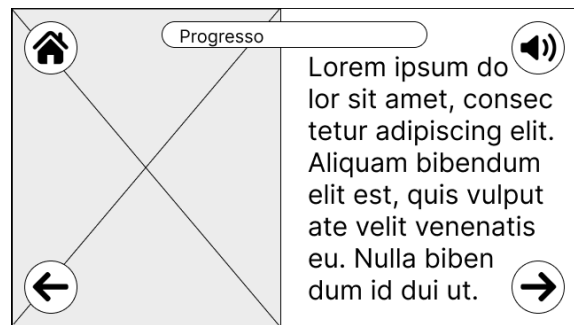 Progresso
Lorem ipsum do
lor sit amet, consec
tetur adipiscing elit.
Aliquam bibendum
elit est, quis vulput
ate velit venenatis
eu. Nulla biben
dum id dui ut.